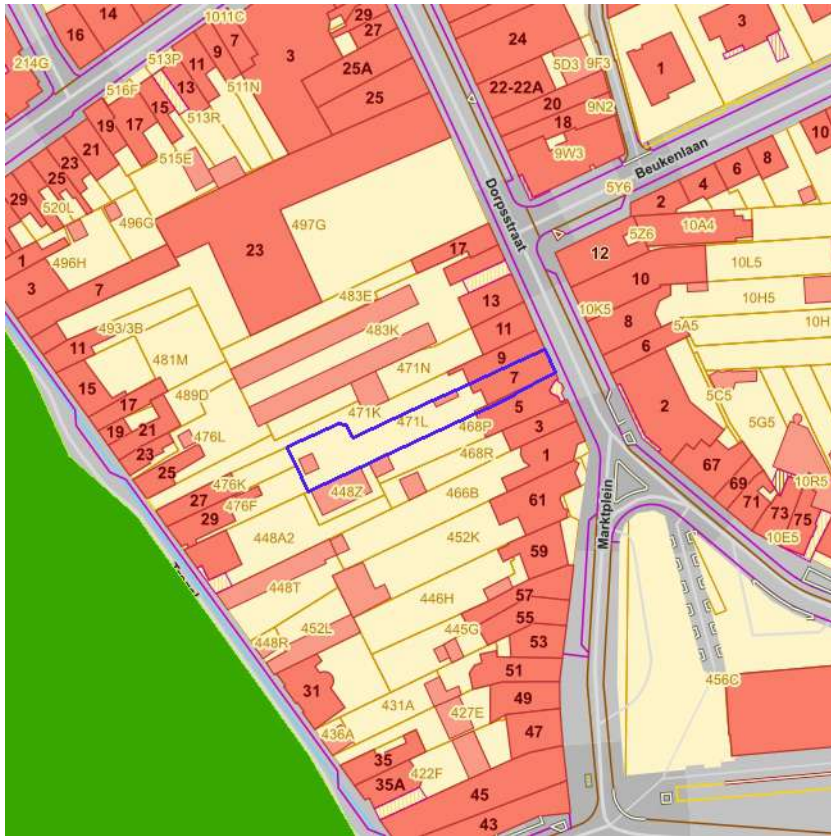 1011C
14
16
29
27
24
3
214G
513P
9
7
3
5D3
9F3
11
25A
22-22A
1
516F
13
511N
25
20
9N2
15
513R
18
19
17
9W3
Beukenlaan
10
21
515E
8
23
5Y6
6
25
4
29
520L
Dorpsstraat
2
496G
497G
5Z6
10A4
1
496H
23
17
12
3
7
10L5
483E
13
10
10K5
10H5
493/3B
483K
11
8
5A5
10H
11
481M
471N
9
6
15
489D
7
5C5
17
471K
471L
5
2
19
21
476L
468P
3
5G5
23
468R
1
67
25
476K
448Z
466B
69
10R5
27
476F
61
Marktplein
71
29
73
75
448A2
452K
59
10E5
448T
446H
57
55
452L
445G
53
448R
51
456C
31
431A
49
427E
436A
47
35
422F
35A
45
43